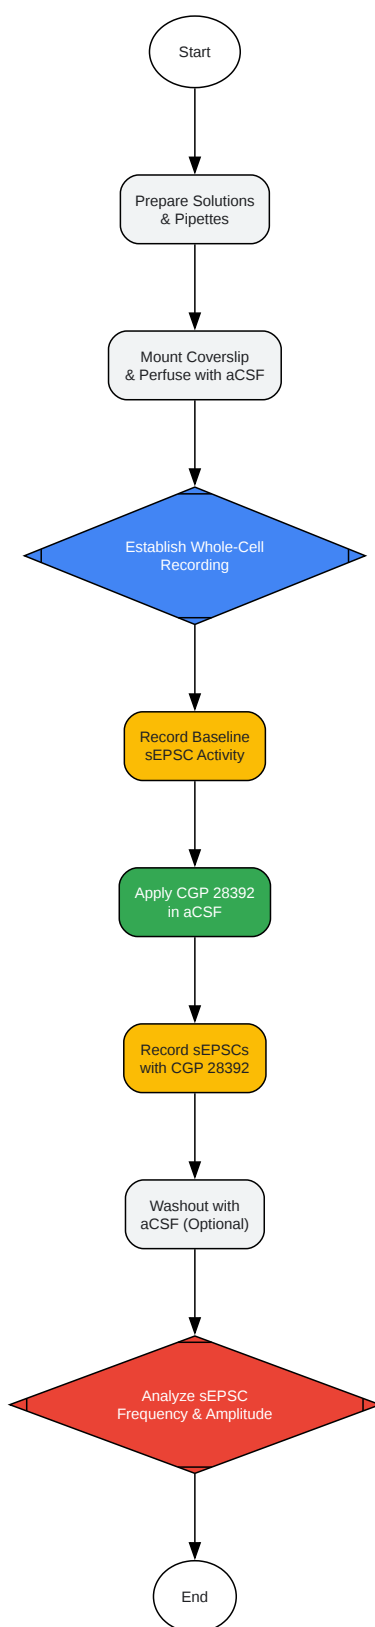 Start
Prepare Solutions
& Pipettes
Mount Coverslip
& Perfuse with aCSF
Establish Whole-Cell
Recording
Record Baseline
sEPSC Activity
Apply CGP 28392
in aCSF
Record sEPSCs
with CGP 28392
Washout with
aCSF (Optional)
Analyze sEPSC
Frequency & Amplitude
End